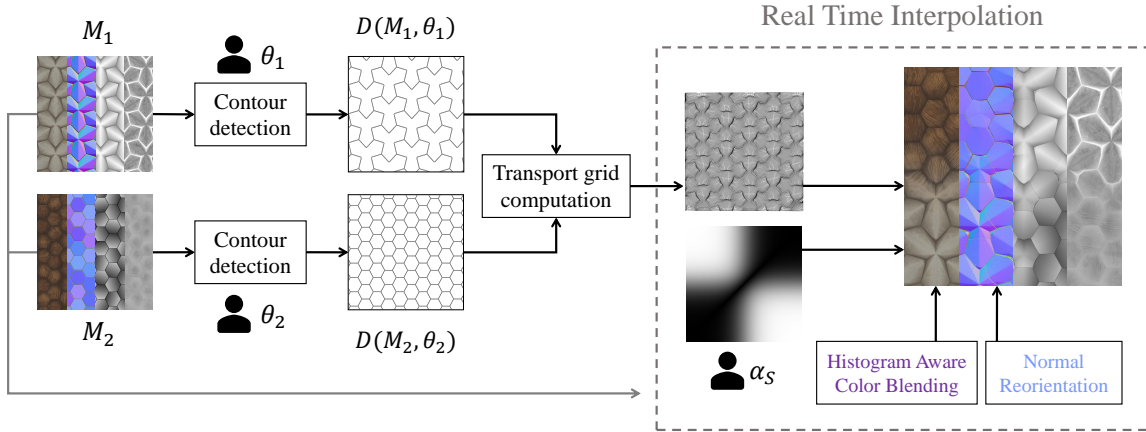 Real Time Interpolation
M₁
θ₁
D(M₁, θ₁)
Contour
detection
Transport grid
computation
Contour
detection
M₂
θ₂
D(M₂, θ₂)
α_S
Histogram Aware
Color Blending
Normal
Reorientation